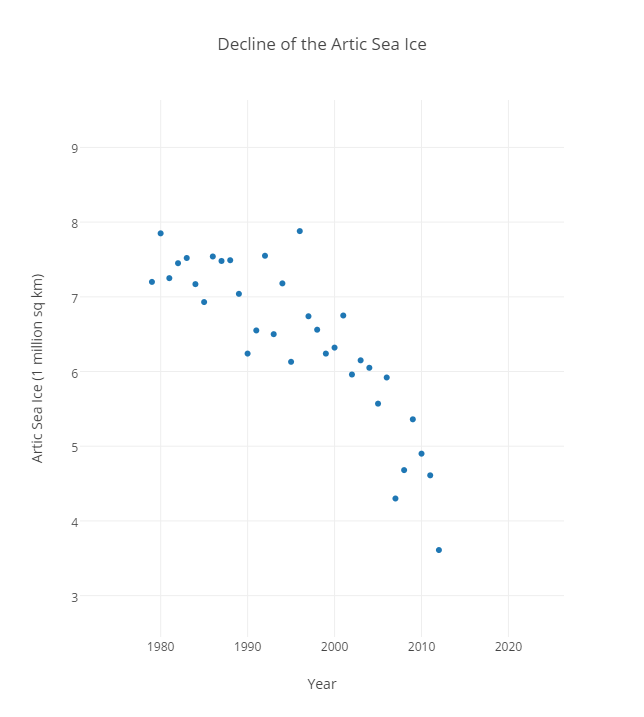 Decline of the Artic Sea Ice
9
8
7
6
5
4
3
Artic Sea Ice (1 million sq km)
1980 1990 2000 2010 2020
Year